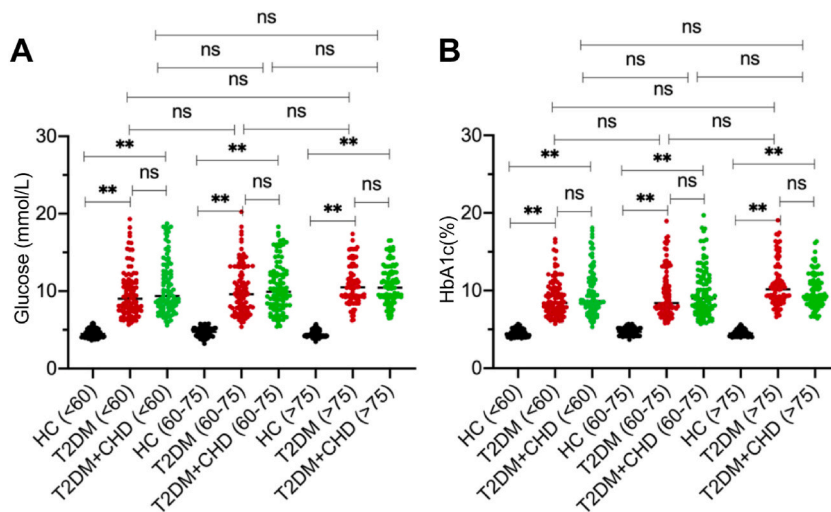 A
ns
ns
ns
ns
ns
ns
Glucose (mmol/L)
30
20
10
0
**
**
ns
**
**
ns
**
**
ns
HC (<60)
T2DM (<60)
T2DM+CHD (<60)
HC (60-75)
T2DM (60-75)
T2DM+CHD (60-75)
HC (>75)
T2DM (>75)
T2DM+CHD (>75)
B
ns
ns
ns
ns
ns
ns
HbA1c(%)
30
20
10
0
**
**
ns
**
**
ns
**
**
ns
HC (<60)
T2DM (<60)
T2DM+CHD (<60)
HC (60-75)
T2DM (60-75)
T2DM+CHD (60-75)
HC (>75)
T2DM (>75)
T2DM+CHD (>75)